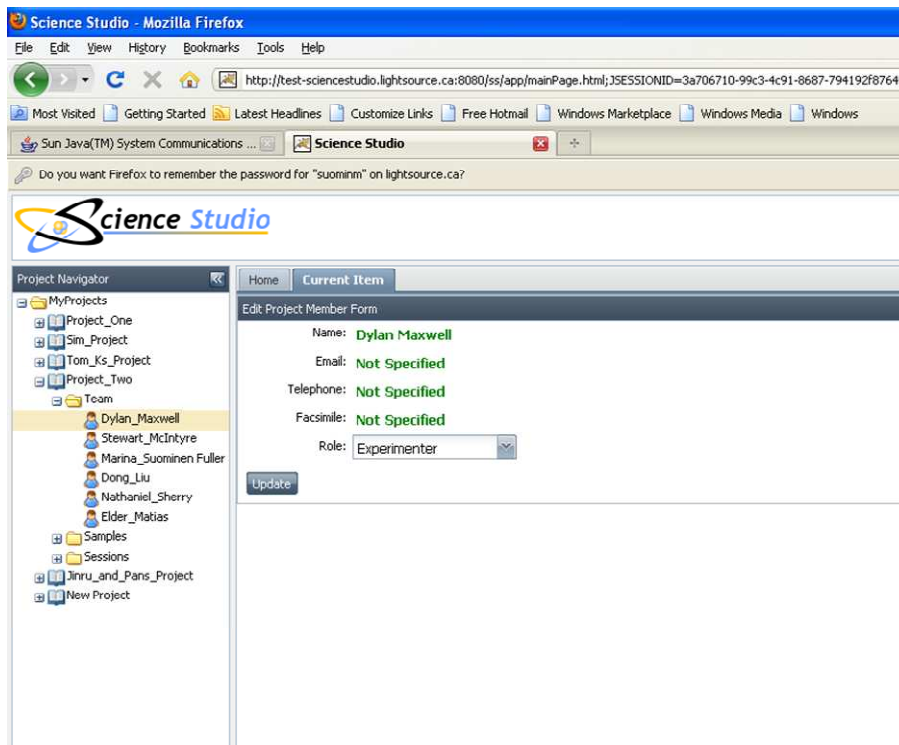 Science Studio - Mozilla Firefox
File Edit View History Bookmarks Tools Help
http://test-sciencestudio.lightsource.ca:8080/ss/app/mainPage.html;JSESSIONID=3a706710-99c3-4c91-8687-794192f8764
Most Visited Getting Started Latest Headlines Customize Links Free Hotmail Windows Marketplace Windows Media Windows
Sun Java(TM) System Communications ... Science Studio
Do you want Firefox to remember the password for "suominm" on lightsource.ca?
Science Studio
Project Navigator
MyProjects
Project_One
Sim_Project
Tom_Ks_Project
Project_Two
Team
Dylan_Maxwell
Stewart_McIntyre
Marina_Suominen Fuller
Dong_Liu
Nathaniel_Sherry
Elder_Matias
Samples
Sessions
Jinru_and_Pans_Project
New Project
Home Current Item
Edit Project Member Form
Name: Dylan Maxwell
Email: Not Specified
Telephone: Not Specified
Facsimile: Not Specified
Role: Experimenter
Update